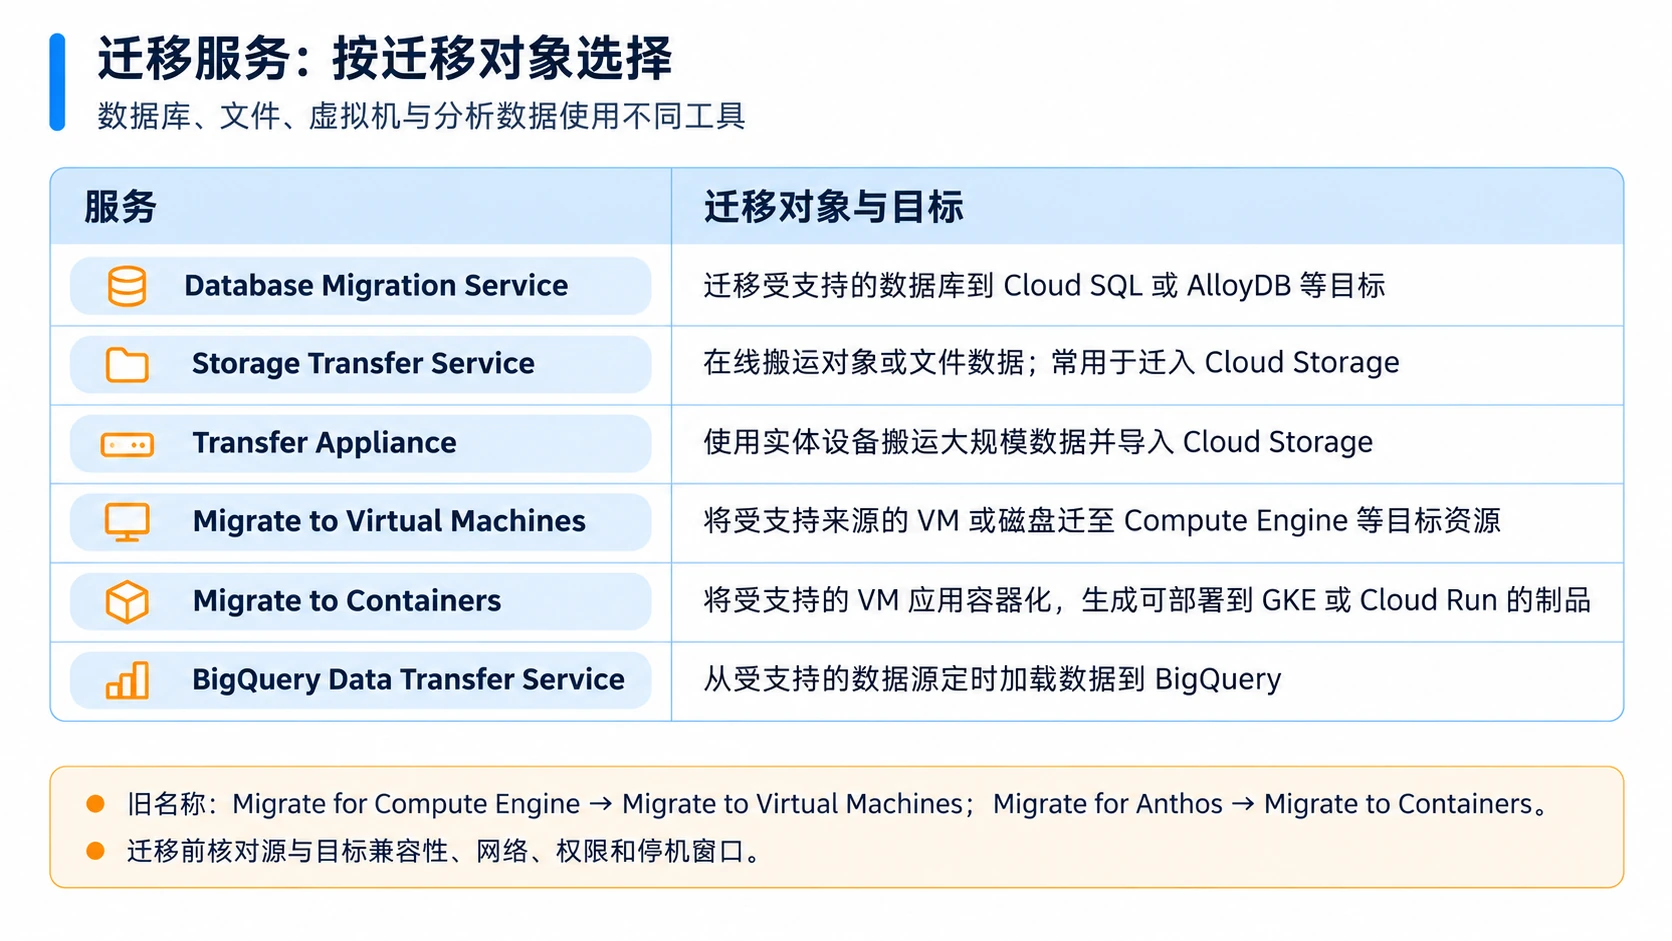 迁移服务：按迁移对象选择
数据库、文件、虚拟机与分析数据使用不同工具
服务
迁移对象与目标
Database Migration Service
迁移受支持的数据库到 Cloud SQL 或 AlloyDB 等目标
Storage Transfer Service
在线搬运对象或文件数据；常用于迁入 Cloud Storage
Transfer Appliance
使用实体设备搬运大规模数据并导入 Cloud Storage
Migrate to Virtual Machines
将受支持来源的 VM 或磁盘迁至 Compute Engine 等目标资源
Migrate to Containers
将受支持的 VM 应用容器化，生成可部署到 GKE 或 Cloud Run 的制品
BigQuery Data Transfer Service
从受支持的数据源定时加载数据到 BigQuery
旧名称：Migrate for Compute Engine → Migrate to Virtual Machines；Migrate for Anthos → Migrate to Containers。
迁移前核对源与目标兼容性、网络、权限和停机窗口。